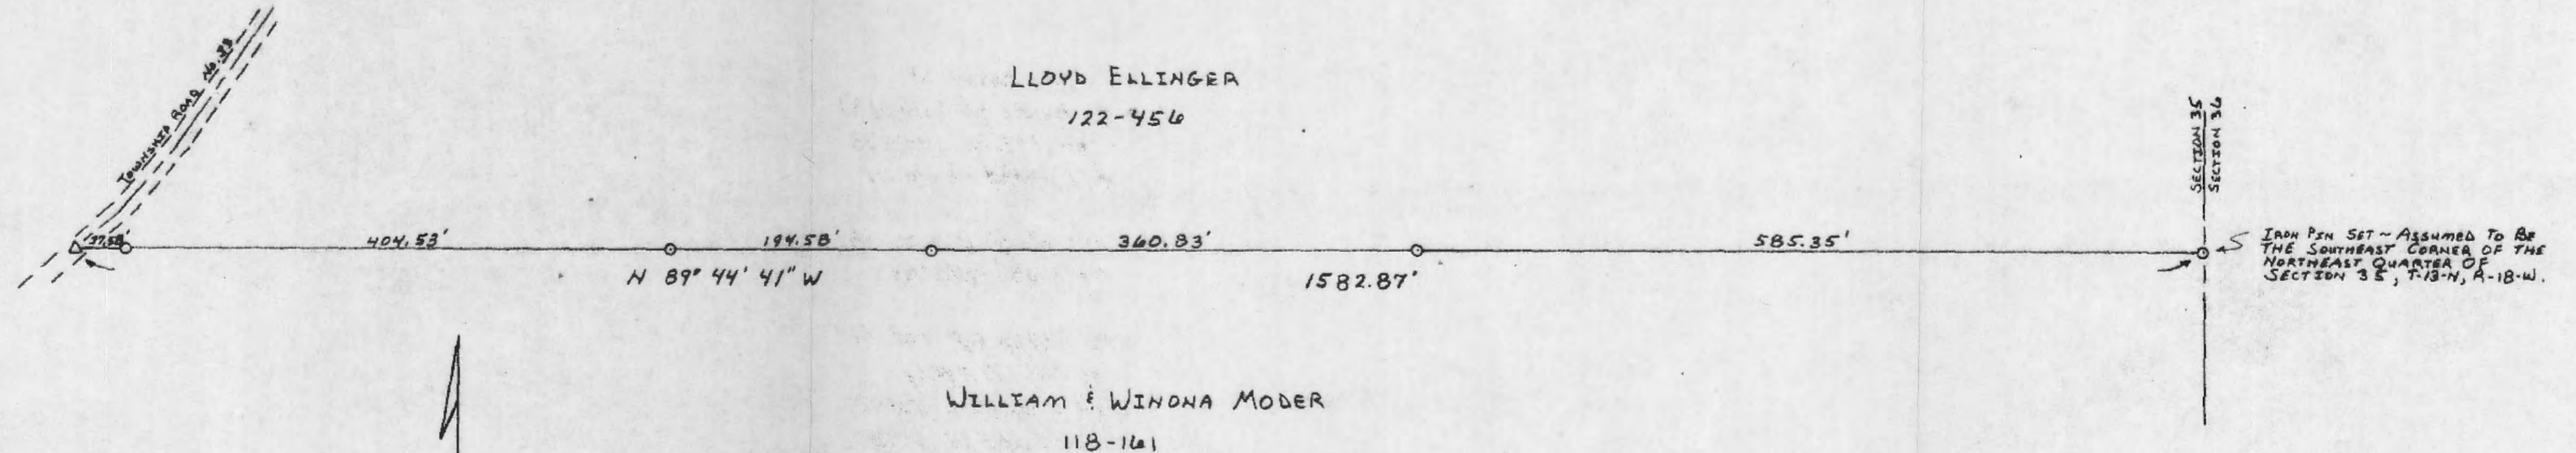 TOWNSHIP ROAD No.
LLOYD ELLINGER
122-456
SECTION 35
SECTION 36
37.58'
404.53'
194.58'
360.83'
585.35'
N 89° 44' 41" W
1582.87'
IRON PIN SET ~ ASSUMED TO BE
THE SOUTHEAST CORNER OF THE
NORTHEAST QUARTER OF
SECTION 35, T-13-N, R-18-W.
WILLIAM & WINONA MODER
118-161